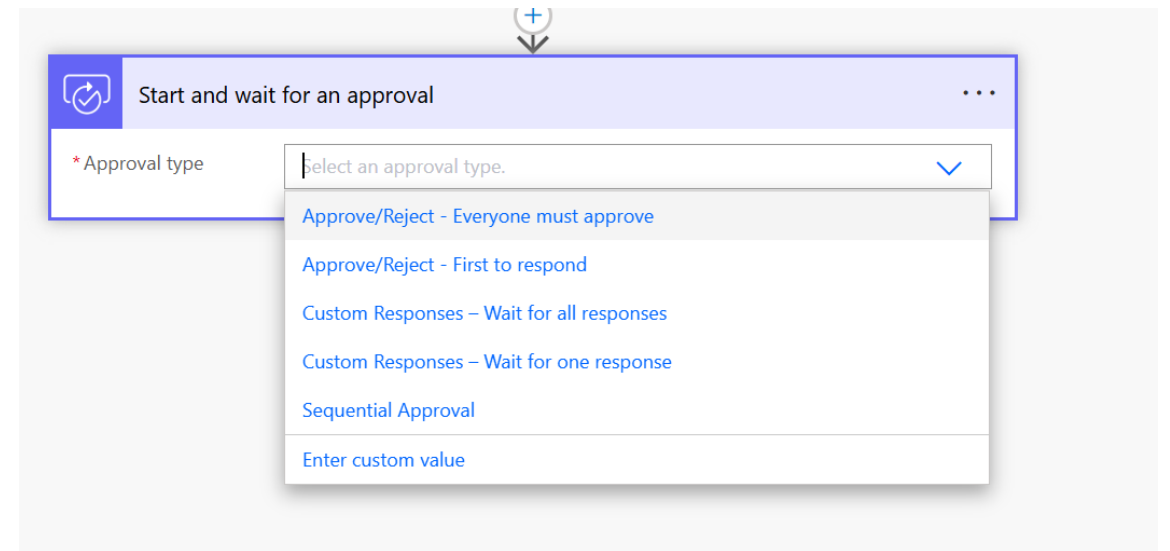 Start and wait for an approval
* Approval type
Select an approval type.
Approve/Reject - Everyone must approve
Approve/Reject - First to respond
Custom Responses – Wait for all responses
Custom Responses – Wait for one response
Sequential Approval
Enter custom value